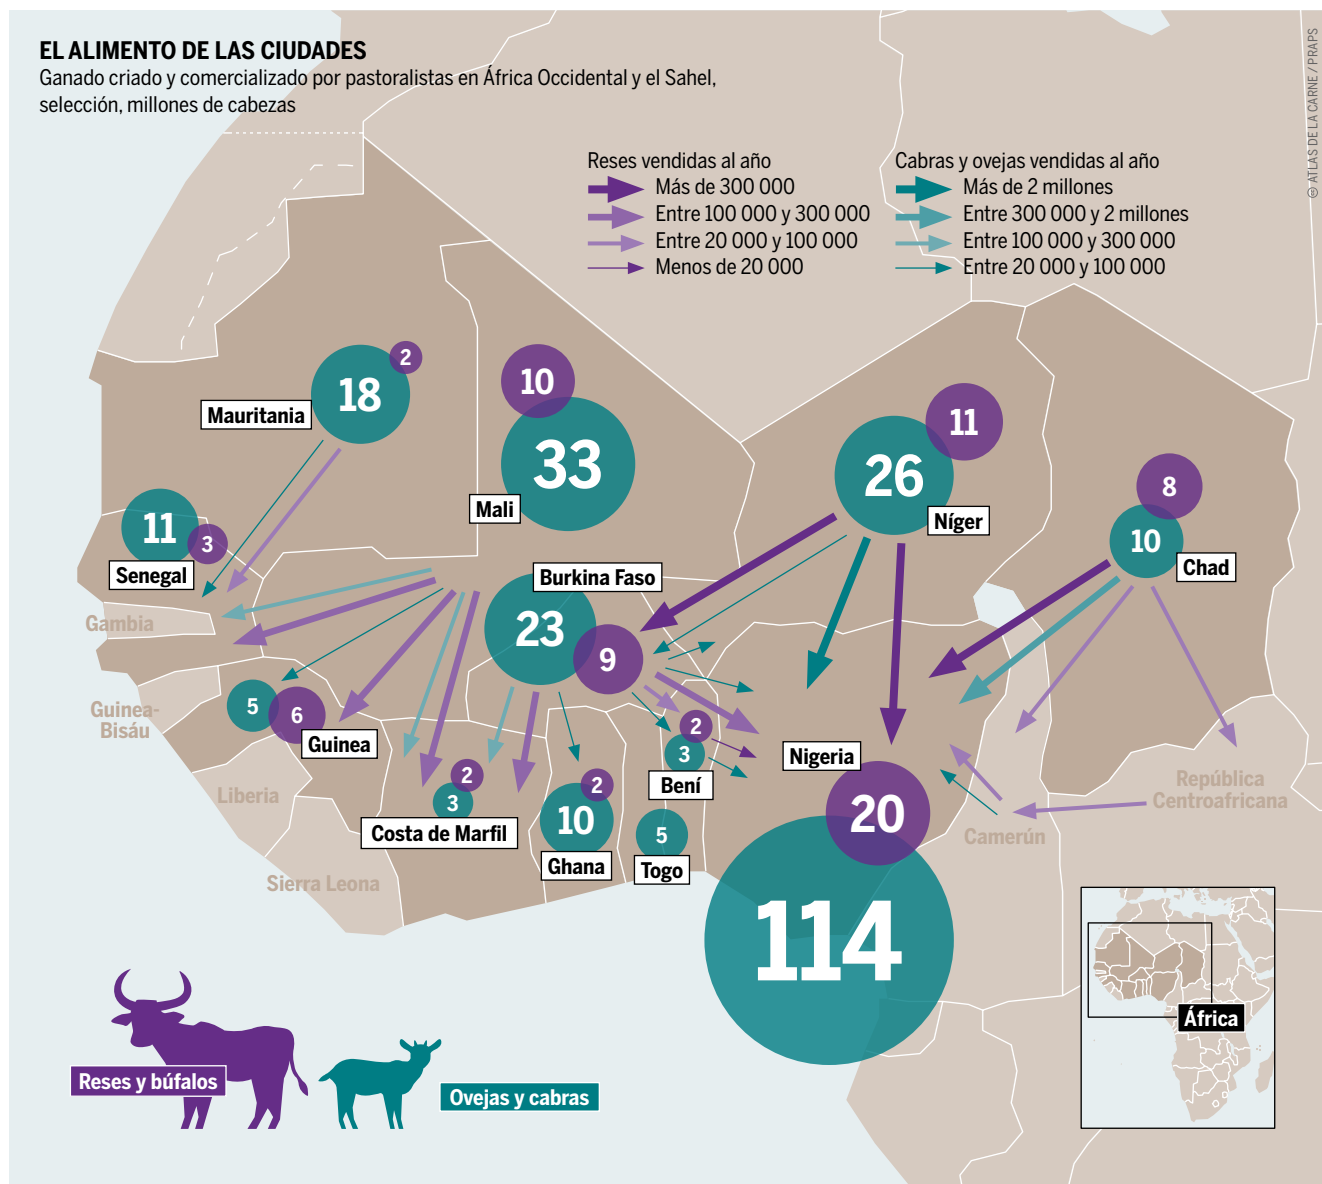 EL ALIMENTO DE LAS CIUDADES
Ganado criado y comercializado por pastoralistas en África Occidental y el Sahel,
selección, millones de cabezas
© ATLAS DE LA CARNE / PRAPS
Reses vendidas al año
Más de 300 000
Entre 100 000 y 300 000
Entre 20 000 y 100 000
Menos de 20 000
Cabras y ovejas vendidas al año
Más de 2 millones
Entre 300 000 y 2 millones
Entre 100 000 y 300 000
Entre 20 000 y 100 000
2
18
Mauritania
10
33
Mali
11
26
Níger
8
10
Chad
11
3
Senegal
Gambia
Burkina Faso
23
9
Guinea-
Bisáu
5
6
Guinea
Liberia
Sierra Leona
2
3
Costa de Marfil
2
10
Ghana
5
Togo
2
3
Bení
Nigeria
20
114
República
Centroafricana
Camerún
África
Reses y búfalos
Ovejas y cabras